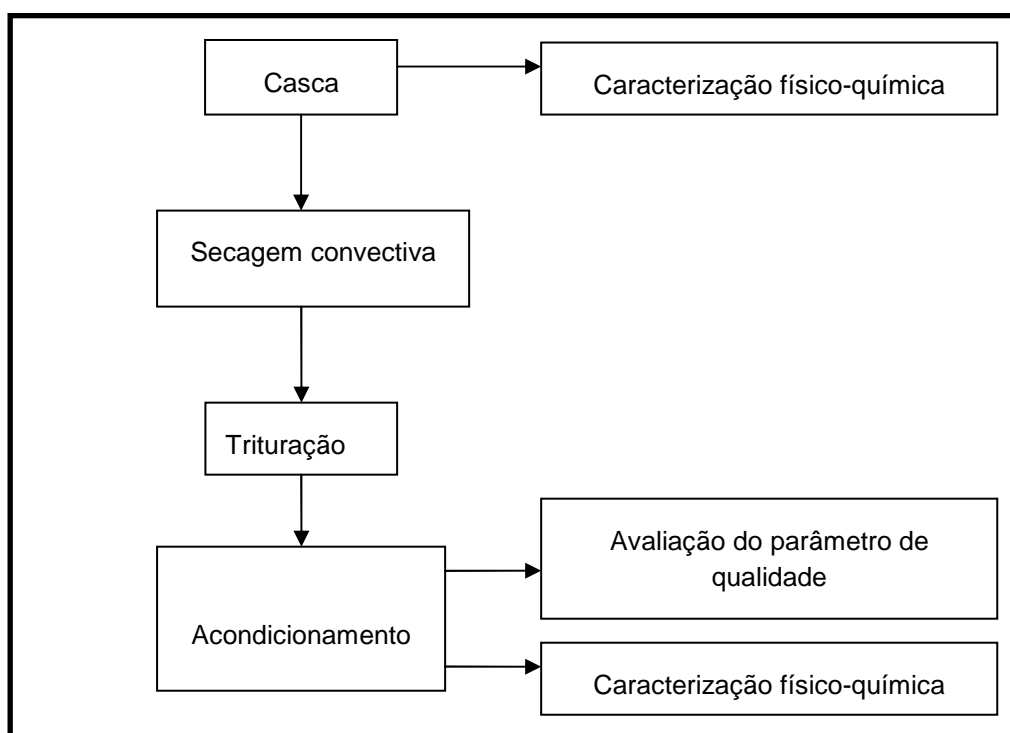 Casca
Caracterização físico-química
Secagem convectiva
Trituração
Avaliação do parâmetro de
qualidade
Acondicionamento
Caracterização físico-química